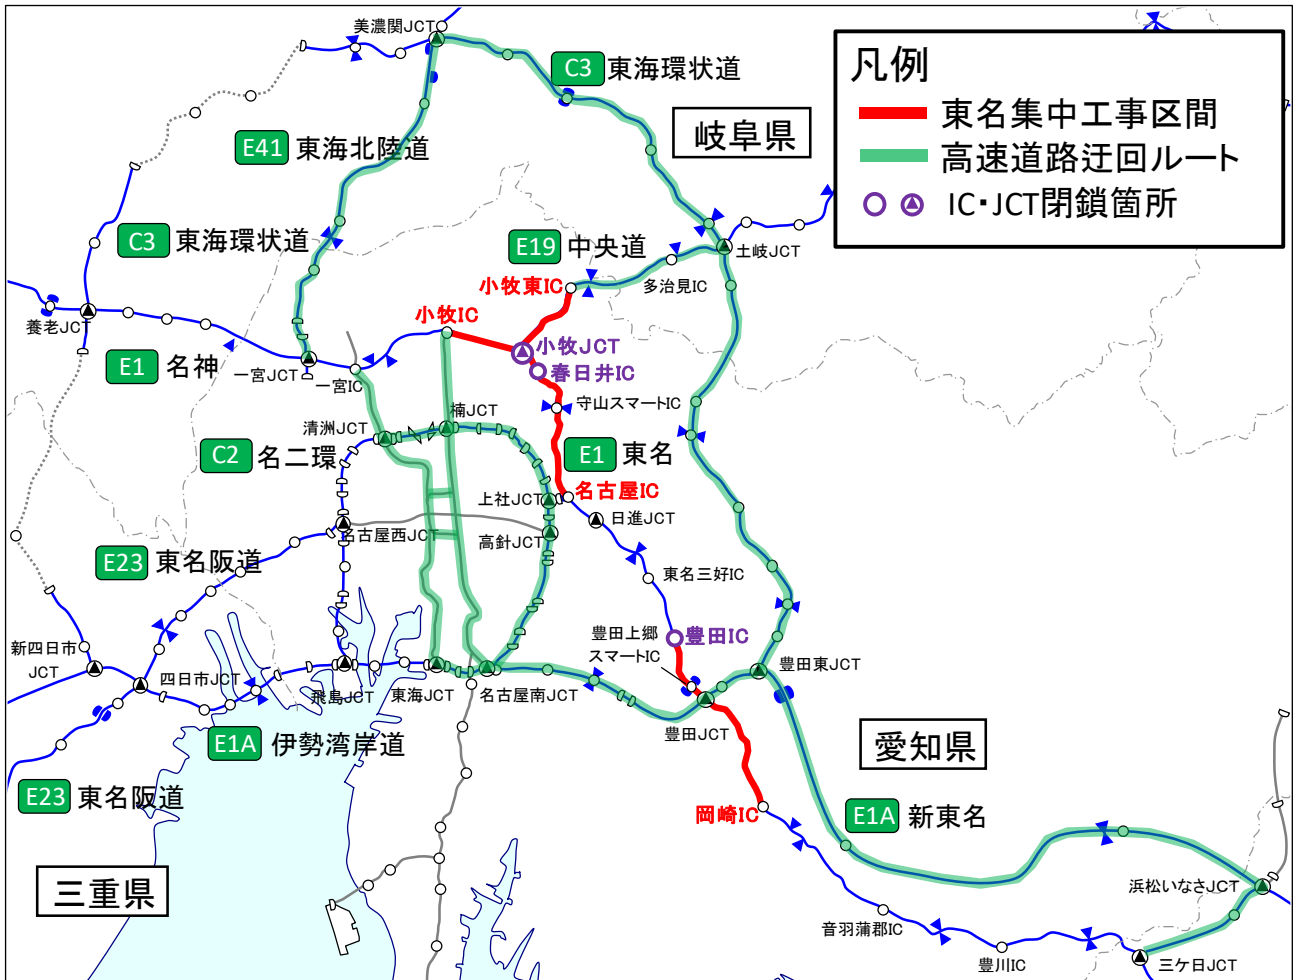 美濃関JCT
C3 東海環状道
凡例
東名集中工事区間
高速道路迂回ルート
IC・JCT閉鎖箇所
岐阜県
E41 東海北陸道
C3 東海環状道
E19 中央道
土岐JCT
多治見IC
小牧東IC
小牧IC
養老JCT
小牧JCT
E1 名神
一宮JCT
一宮IC
春日井IC
守山スマートIC
楠JCT
清洲JCT
C2 名二環
E1 東名
上社JCT
名古屋IC
日進JCT
名古屋西JCT
高針JCT
E23 東名阪道
東名三好IC
豊田上郷
スマートIC
豊田IC
新四日市
JCT
四日市JCT
飛島JCT
東海JCT
名古屋南JCT
豊田東JCT
豊田JCT
E1A 伊勢湾岸道
愛知県
E23 東名阪道
岡崎IC
E1A 新東名
三重県
浜松いなさJCT
音羽蒲郡IC
豊川IC
三ケ日JCT